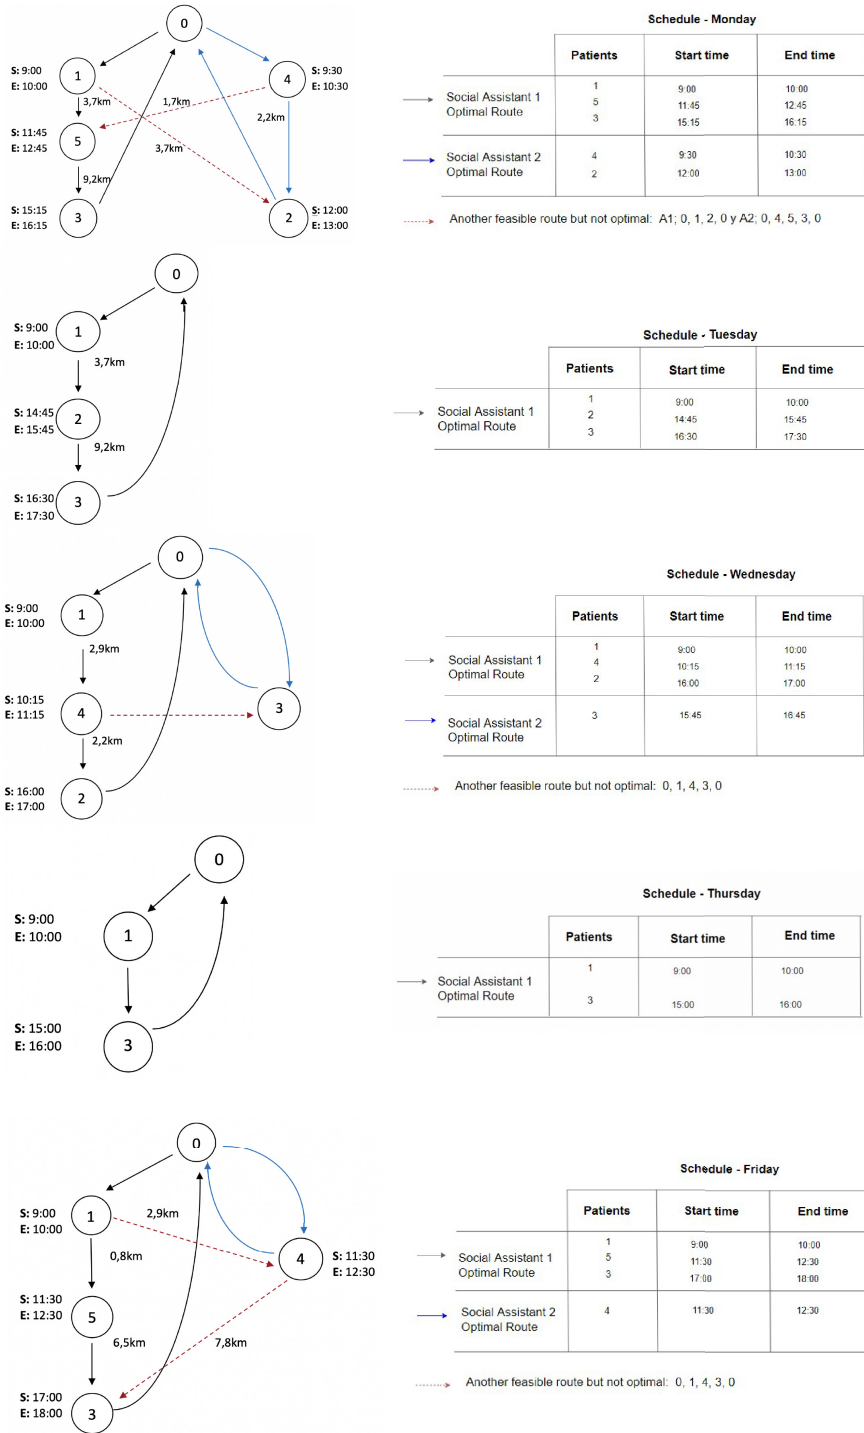 0
S: 9:00
E: 10:00
1
4
S: 9:30
E: 10:30
3,7km
1,7km
2,2km
S: 11:45
E: 12:45
5
3,7km
9,2km
S: 15:15
E: 16:15
3
2
S: 12:00
E: 13:00
Schedule - Monday
Patients Start time End time
Social Assistant 1
Optimal Route
1 9:00 10:00
5 11:45 12:45
3 15:15 16:15
Social Assistant 2
Optimal Route
4 9:30 10:30
2 12:00 13:00
Another feasible route but not optimal: A1; 0, 1, 2, 0 y A2; 0, 4, 5, 3, 0
0
S: 9:00
E: 10:00
1
3,7km
S: 14:45
E: 15:45
2
9,2km
S: 16:30
E: 17:30
3
Schedule - Tuesday
Patients Start time End time
Social Assistant 1
Optimal Route
1 9:00 10:00
2 14:45 15:45
3 16:30 17:30
0
S: 9:00
E: 10:00
1
2,9km
S: 10:15
E: 11:15
4
3
2,2km
S: 16:00
E: 17:00
2
Schedule - Wednesday
Patients Start time End time
Social Assistant 1
Optimal Route
1 9:00 10:00
4 10:15 11:15
2 16:00 17:00
Social Assistant 2
Optimal Route
3 15:45 16:45
Another feasible route but not optimal: 0, 1, 4, 3, 0
0
S: 9:00
E: 10:00
1
S: 15:00
E: 16:00
3
Schedule - Thursday
Patients Start time End time
Social Assistant 1
Optimal Route
1 9:00 10:00
3 15:00 16:00
0
S: 9:00
E: 10:00
1
2,9km
0,8km
4
S: 11:30
E: 12:30
S: 11:30
E: 12:30
5
6,5km
7,8km
S: 17:00
E: 18:00
3
Schedule - Friday
Patients Start time End time
Social Assistant 1
Optimal Route
1 9:00 10:00
5 11:30 12:30
3 17:00 18:00
Social Assistant 2
Optimal Route
4 11:30 12:30
Another feasible route but not optimal: 0, 1, 4, 3, 0